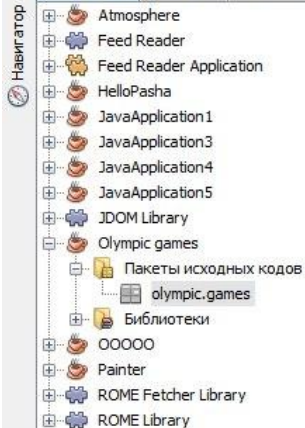 Навигатор
Atmosphere
Feed Reader
Feed Reader Application
HelloPasha
JavaApplication1
JavaApplication3
JavaApplication4
JavaApplication5
JDOM Library
Olympic games
Пакеты исходных кодов
olympic.games
Библиотеки
OOOOO
Painter
ROME Fetcher Library
ROME Library